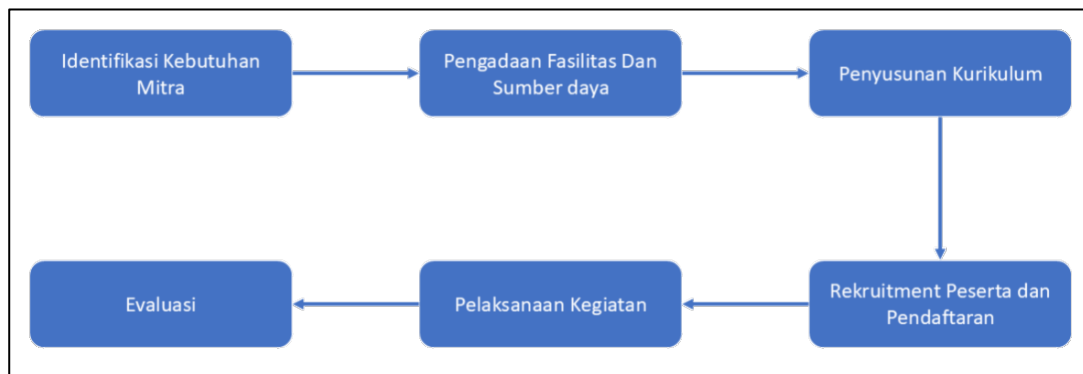 Identifikasi Kebutuhan
Mitra
Pengadaan Fasilitas Dan
Sumber daya
Penyusunan Kurikulum
Rekruitment Peserta dan
Pendaftaran
Pelaksanaan Kegiatan
Evaluasi